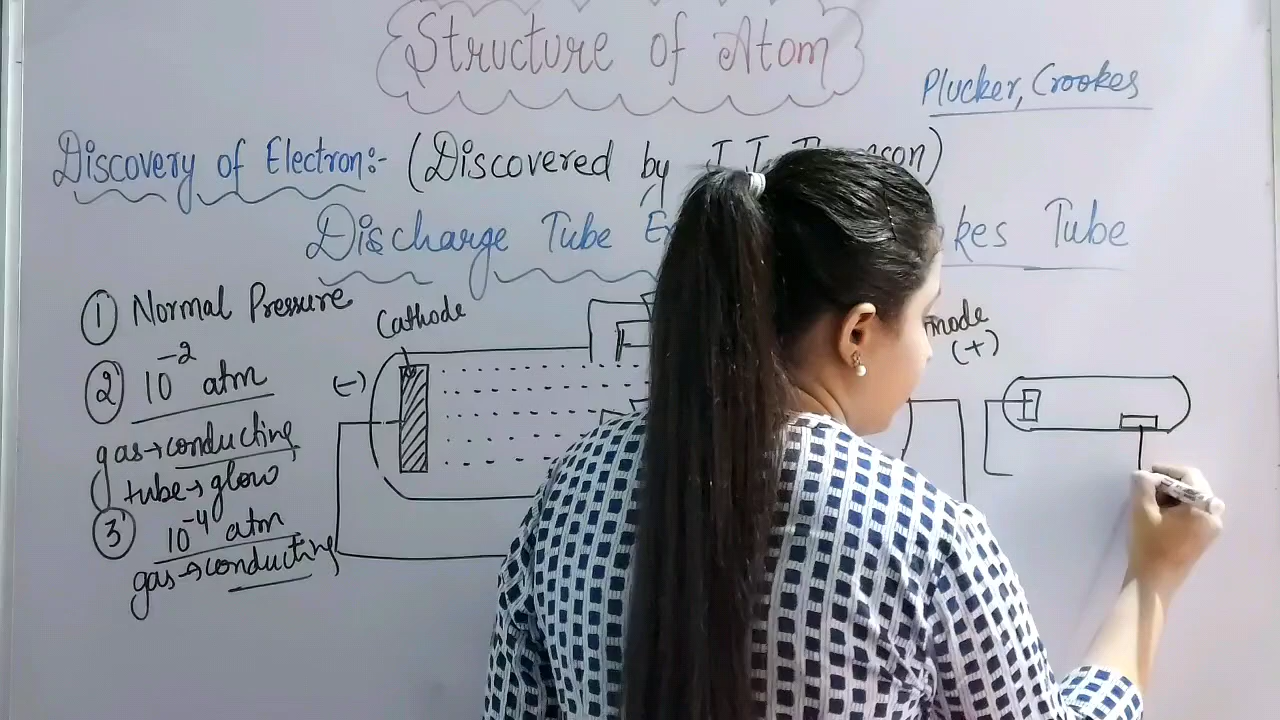 Structure of Atom
Plucker, Crookes
Discovery of Electron:- (Discovered by J.J.
Discharge Tube
Tube
① Normal Pressure
Cathode
② 10⁻² atm
(-)
(+)
gas→conducting
tube→glow
③ 10⁻⁴ atm
gas→conducting